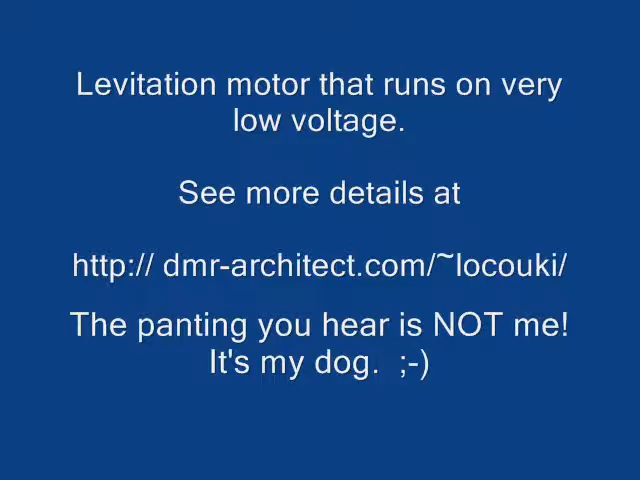 Levitation motor that runs on very
low voltage.
See more details at
http:// dmr-architect.com/~locouki/
The panting you hear is NOT me!
It's my dog.  ;-)